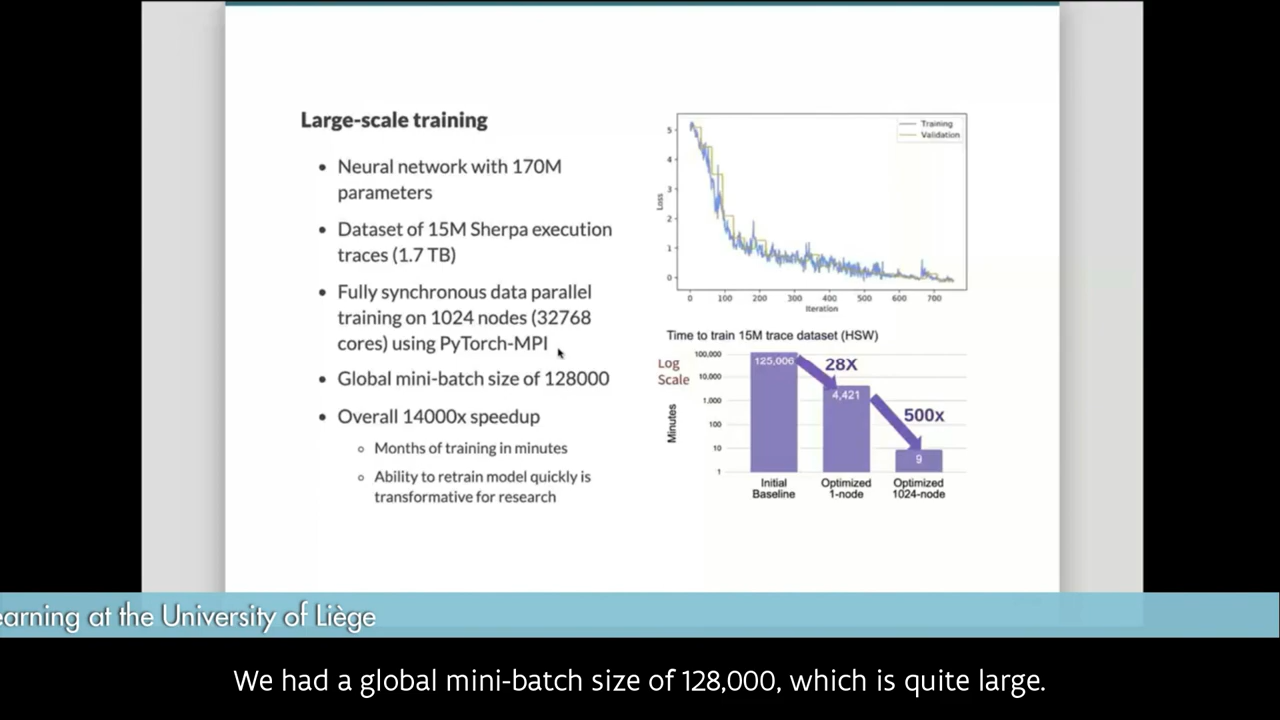 Large-scale training
• Neural network with 170M
parameters
• Dataset of 15M Sherpa execution
traces (1.7 TB)
• Fully synchronous data parallel
training on 1024 nodes (32768
cores) using PyTorch-MPI
• Global mini-batch size of 128000
• Overall 14000x speedup
◦ Months of training in minutes
◦ Ability to retrain model quickly is
transformative for research
Training
Validation
Loss
5
4
3
2
1
0
0 100 200 300 400 500 600 700
Iteration
Time to train 15M trace dataset (HSW)
Log
Scale
Minutes
100,000
10,000
1,000
100
10
1
125,006
28X
4,421
500x
9
Initial
Baseline
Optimized
1-node
Optimized
1024-node
earning at the University of Liège
We had a global mini-batch size of 128,000, which is quite large.